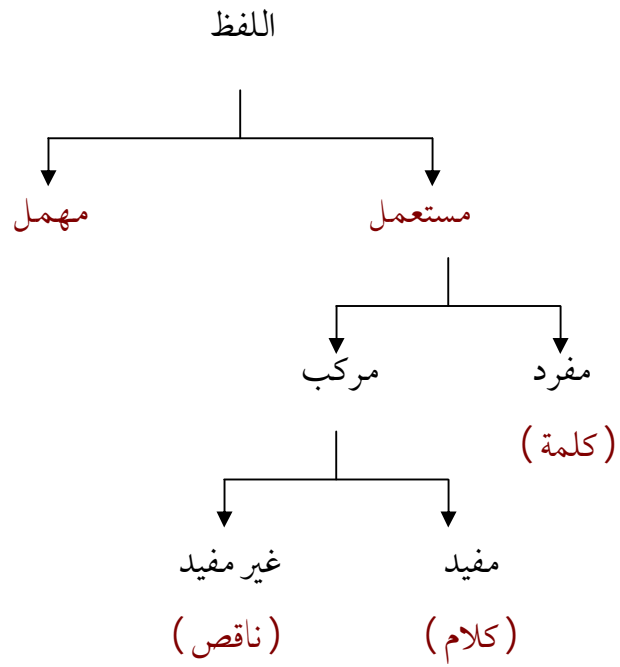 اللفظ
مستعمل
مهمل
مفرد
(كلمة)
مركب
مفيد
(كلام)
غير مفيد
(ناقص)